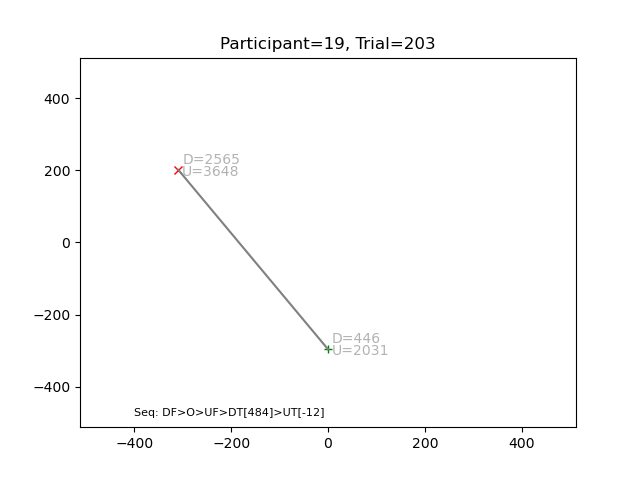 Participant=19, Trial=203
400
200
0
−200
−400
D=2565
U=3648
D=446
U=2031
Seq: DF>O>UF>DT[484]>UT[-12]
−400
−200
0
200
400